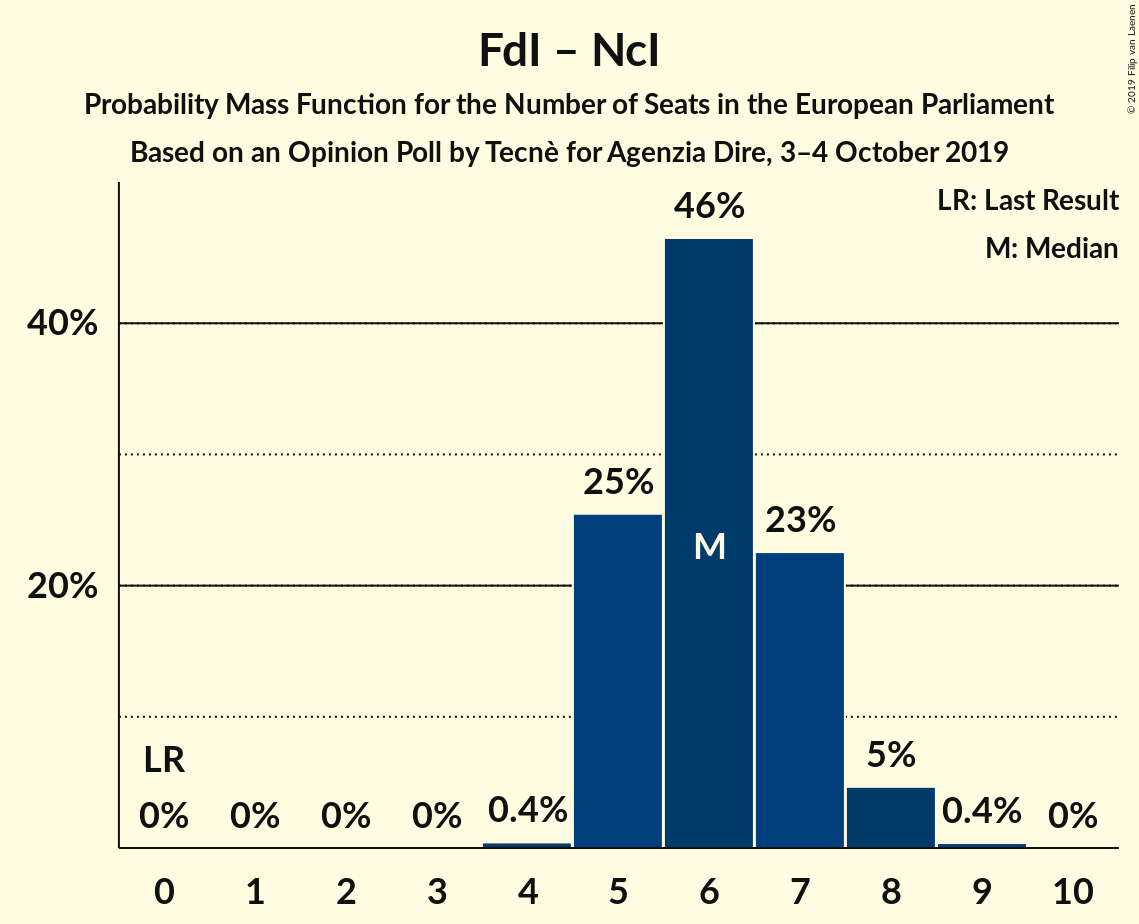 FdI – NcI
Probability Mass Function for the Number of Seats in the European Parliament
Based on an Opinion Poll by Tecnè for Agenzia Dire, 3–4 October 2019
© 2019 Filip van Laenen
LR: Last Result
M: Median
40%
20%
LR
0%
0%
0%
0%
0.4%
25%
46%
M
23%
5%
0.4%
0%
0 1 2 3 4 5 6 7 8 9 10